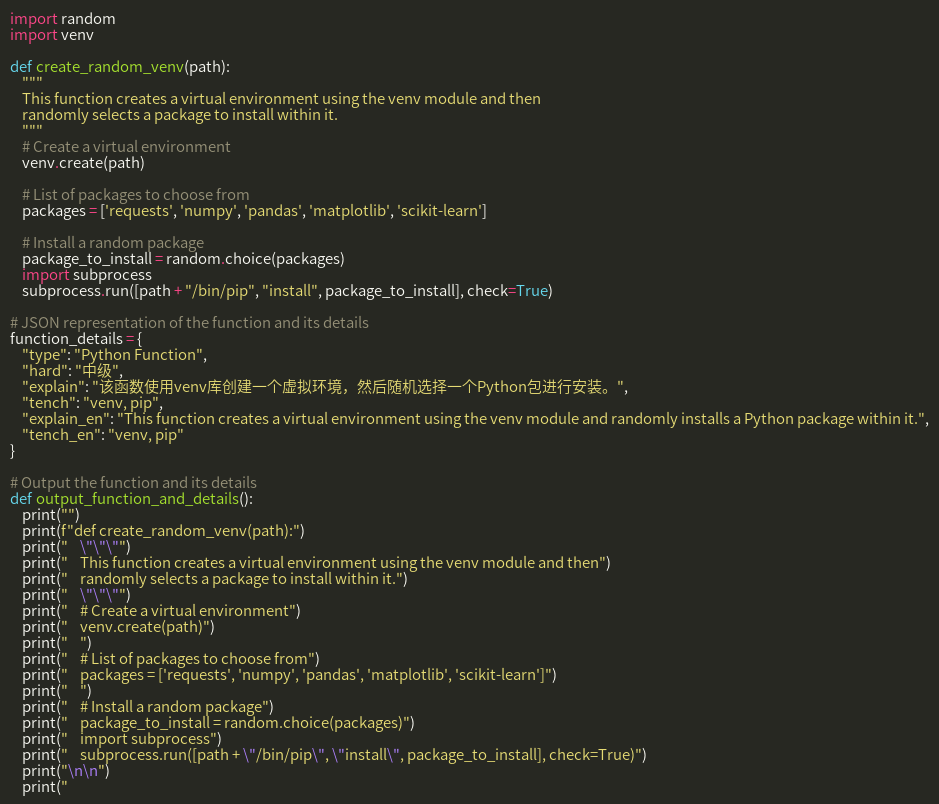 import random
import venv

def create_random_venv(path):
    """
    This function creates a virtual environment using the venv module and then
    randomly selects a package to install within it.
    """
    # Create a virtual environment
    venv.create(path)

    # List of packages to choose from
    packages = ['requests', 'numpy', 'pandas', 'matplotlib', 'scikit-learn']

    # Install a random package
    package_to_install = random.choice(packages)
    import subprocess
    subprocess.run([path + "/bin/pip", "install", package_to_install], check=True)

# JSON representation of the function and its details
function_details = {
    "type": "Python Function",
    "hard": "中级",
    "explain": "该函数使用venv库创建一个虚拟环境，然后随机选择一个Python包进行安装。",
    "tench": "venv, pip",
    "explain_en": "This function creates a virtual environment using the venv module and randomly installs a Python package within it.",
    "tench_en": "venv, pip"
}

# Output the function and its details
def output_function_and_details():
    print("")
    print(f"def create_random_venv(path):")
    print("    \"\"\"")
    print("    This function creates a virtual environment using the venv module and then")
    print("    randomly selects a package to install within it.")
    print("    \"\"\"")
    print("    # Create a virtual environment")
    print("    venv.create(path)")
    print("    ")
    print("    # List of packages to choose from")
    print("    packages = ['requests', 'numpy', 'pandas', 'matplotlib', 'scikit-learn']")
    print("    ")
    print("    # Install a random package")
    print("    package_to_install = random.choice(packages)")
    print("    import subprocess")
    print("    subprocess.run([path + \"/bin/pip\", \"install\", package_to_install], check=True)")
    print("\n\n")
    print("